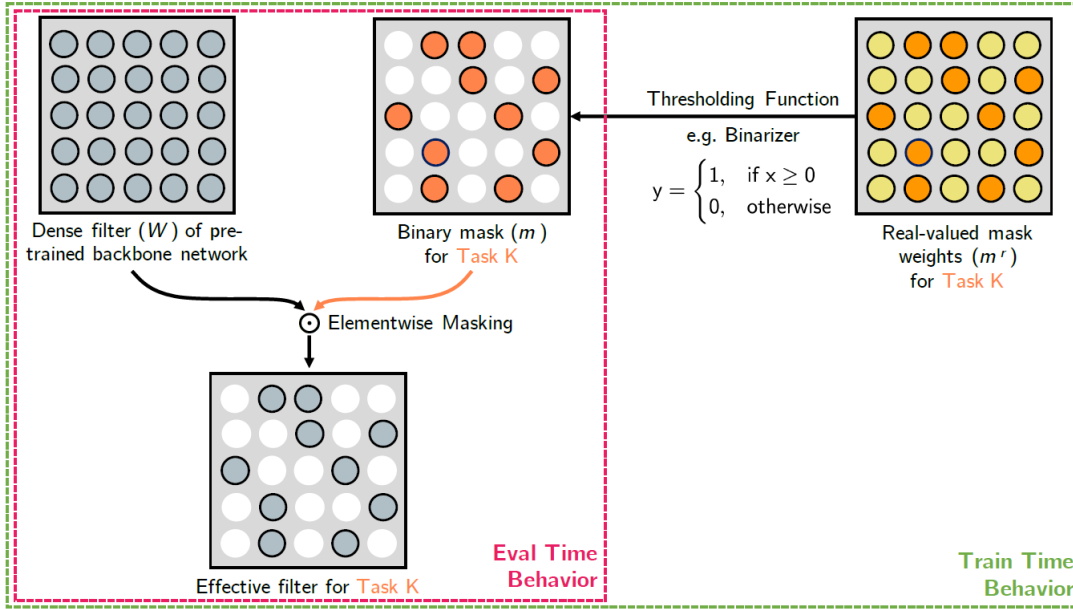 Dense filter (W) of pre-
trained backbone network
Binary mask (m)
for Task K
Thresholding Function
e.g. Binarizer
y = {1, if x ≥ 0
0, otherwise
Real-valued mask
weights (m r)
for Task K
Elementwise Masking
Effective filter for Task K
Eval Time
Behavior
Train Time
Behavior